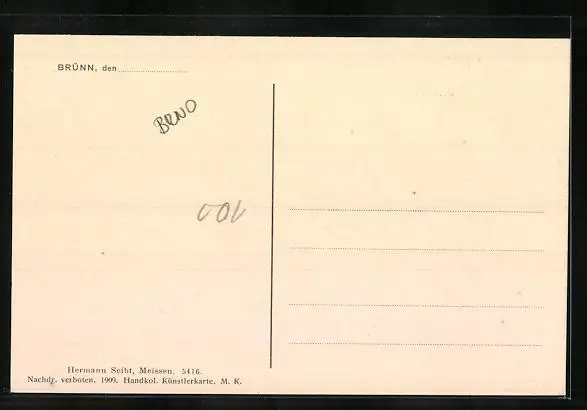 BRÜNN, den
BRNO
100
Hermann Seibt, Meissen. 5416.
Nachdr. verboten. 1909. Handkol. Künstlerkarte. M. K.